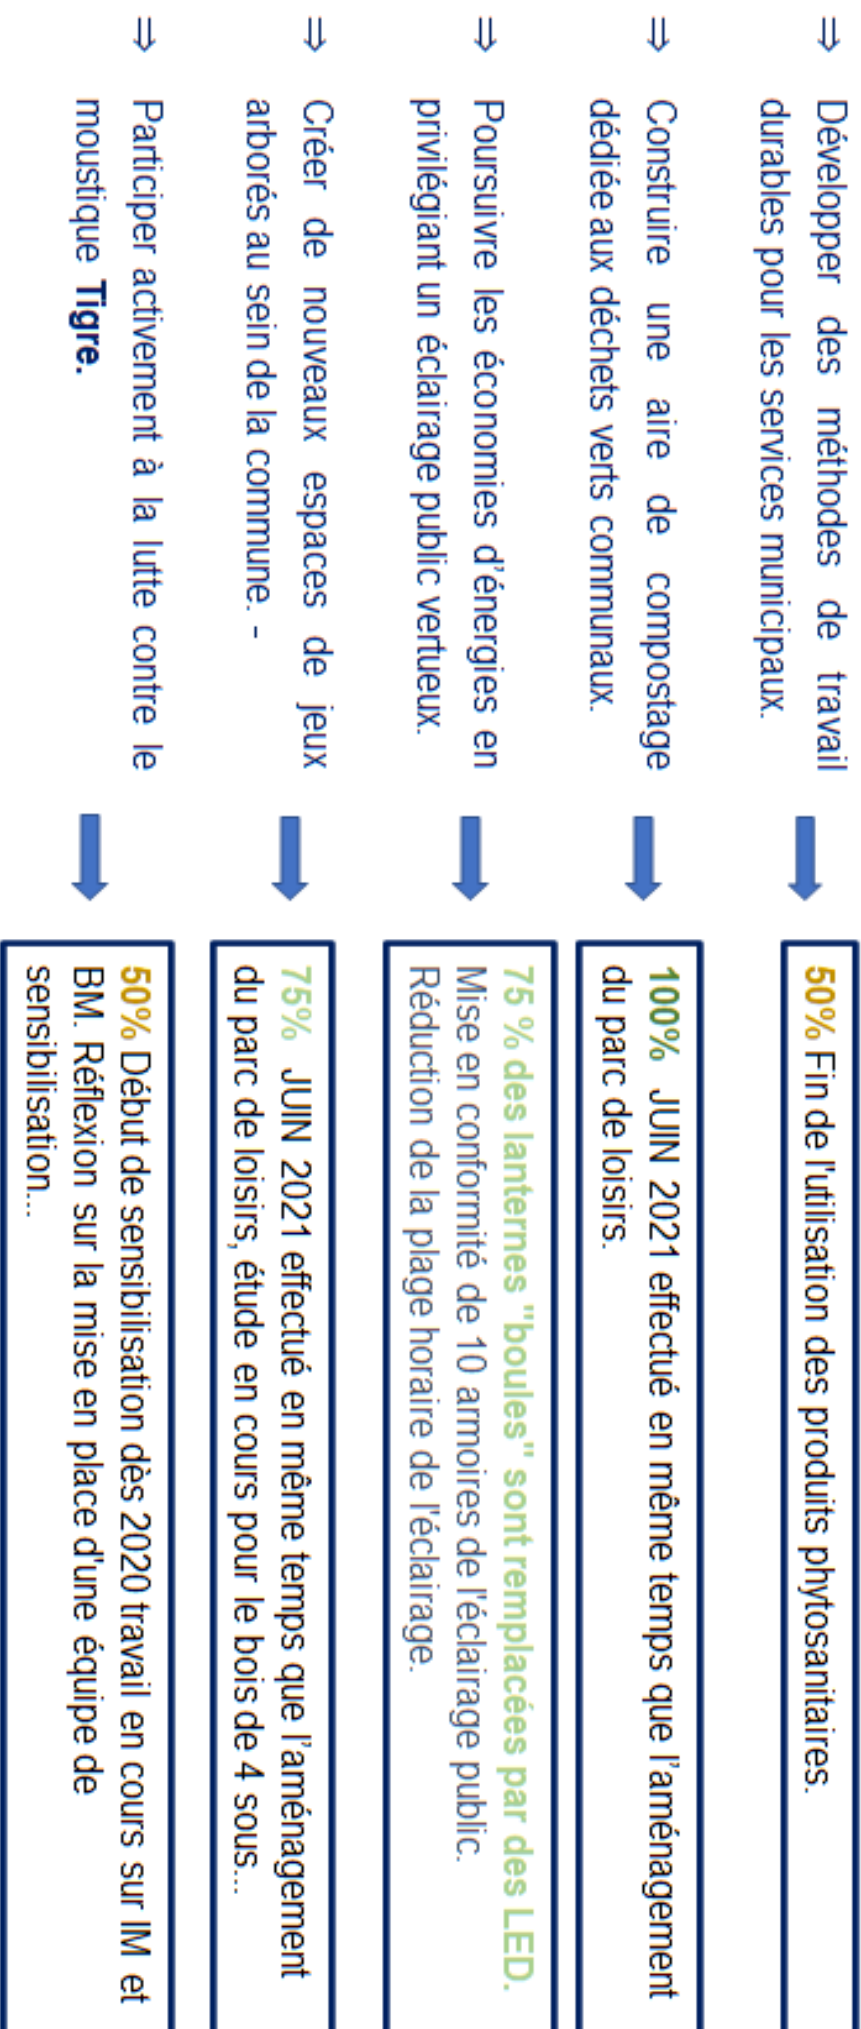 ⇒ Développer des méthodes de travail
durables pour les services municipaux.
50% Fin de l'utilisation des produits phytosanitaires.
⇒ Construire une aire de compostage
dédiée aux déchets verts communaux.
100% JUIN 2021 effectué en même temps que l'aménagement
du parc de loisirs.
⇒ Poursuivre les économies d'énergies en
privilégiant un éclairage public vertueux.
75 % des lanternes "boules" sont remplacées par des LED.
Mise en conformité de 10 armoires de l'éclairage public.
Réduction de la plage horaire de l'éclairage.
⇒ Créer de nouveaux espaces de jeux
arborés au sein de la commune. -
75% JUIN 2021 effectué en même temps que l'aménagement
du parc de loisirs, étude en cours pour le bois de 4 sous...
⇒ Participer activement à la lutte contre le
moustique Tigre.
50% Début de sensibilisation dès 2020 travail en cours sur IM et
BM. Réflexion sur la mise en place d'une équipe de
sensibilisation...